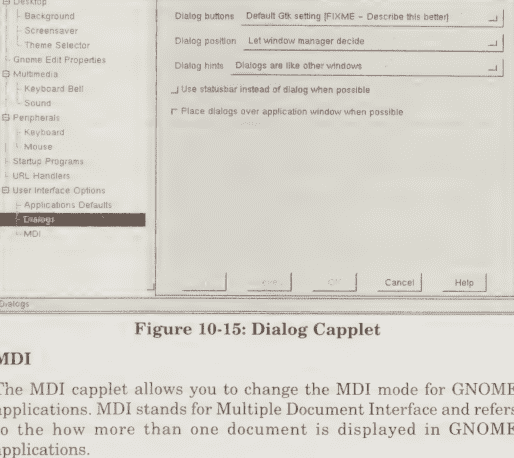 Desktop
Background
Screensaver
Theme Selector
Gnome Edit Properties
Multimedia
Keyboard Bell
Sound
Peripherals
Keyboard
Mouse
Startup Programs
URL Handlers
User Interface Options
Applications Defaults
Dialogs
MDI
Dialog buttons Default Gtk setting [FIXME - Describe this better]
Dialog position Let window manager decide
Dialog hints Dialogs are like other windows
Use statusbar instead of dialog when possible
Place dialogs over application window when possible
OK Cancel Help
Dialogs
Figure 10-15: Dialog Capplet
MDI
The MDI capplet allows you to change the MDI mode for GNOME
applications. MDI stands for Multiple Document Interface and refers
to the how more than one document is displayed in GNOME
applications.